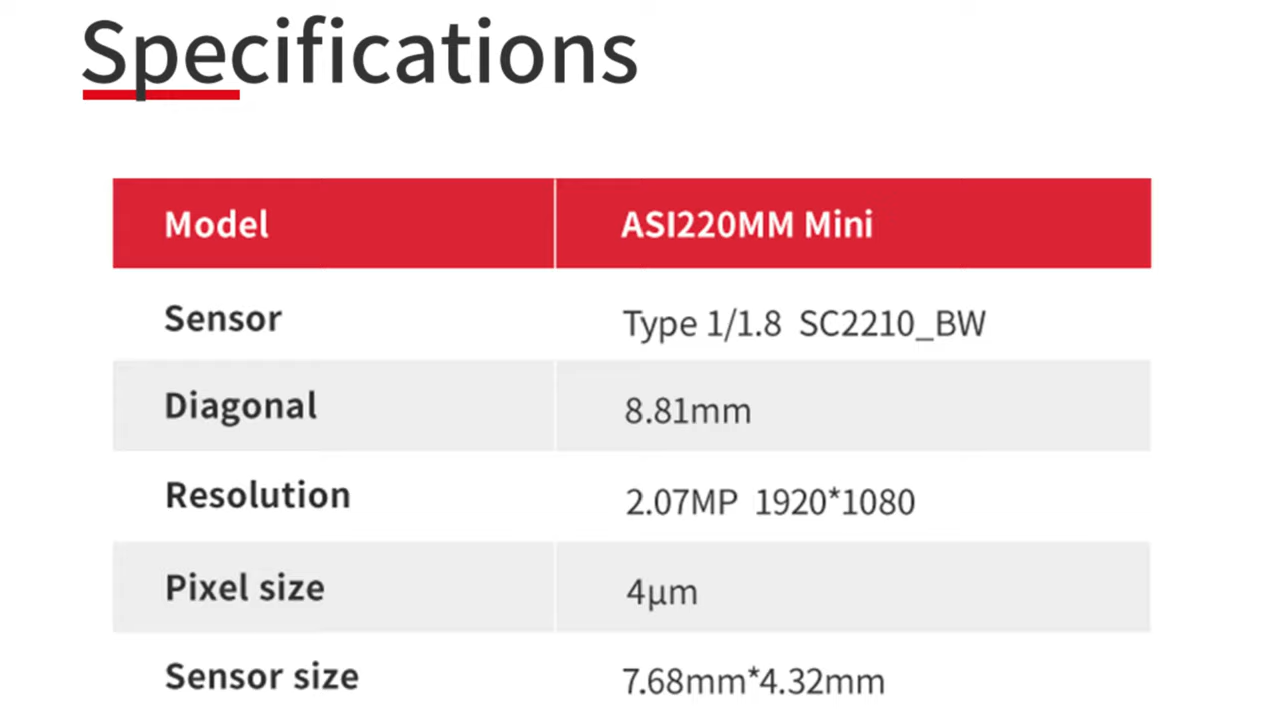 Specifications
Model ASI220MM Mini
Sensor Type 1/1.8 SC2210_BW
Diagonal 8.81mm
Resolution 2.07MP 1920*1080
Pixel size 4µm
Sensor size 7.68mm*4.32mm